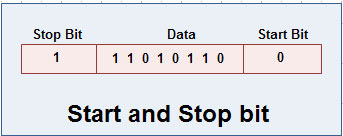 Stop Bit Data Start Bit
1 1 1 0 1 0 1 1 0 0
Start and Stop bit